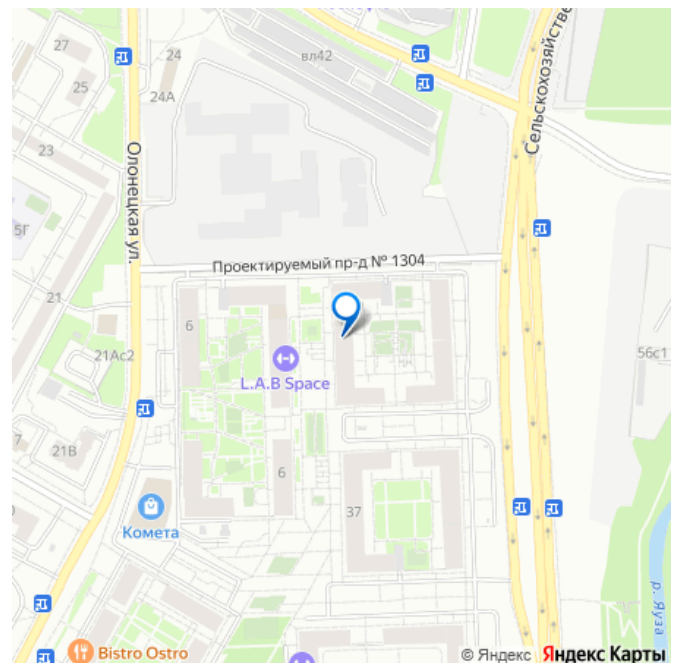 27
24
вл42
25
24А
Сельскохозяйстве
23
Олонецкая ул.
5Г
Проектируемый пр-д № 1304
21
6
21Ас2
L.A.B Space
56с1
7
21В
6
37
Комета
р. Яуза
Bistro Ostro
© Яндекс Яндекс Карты